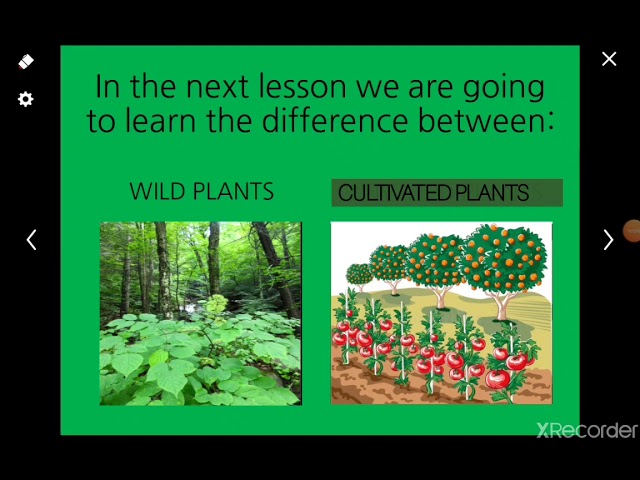 In the next lesson we are going
to learn the difference between:
WILD PLANTS
CULTIVATED PLANTS
XRecorder